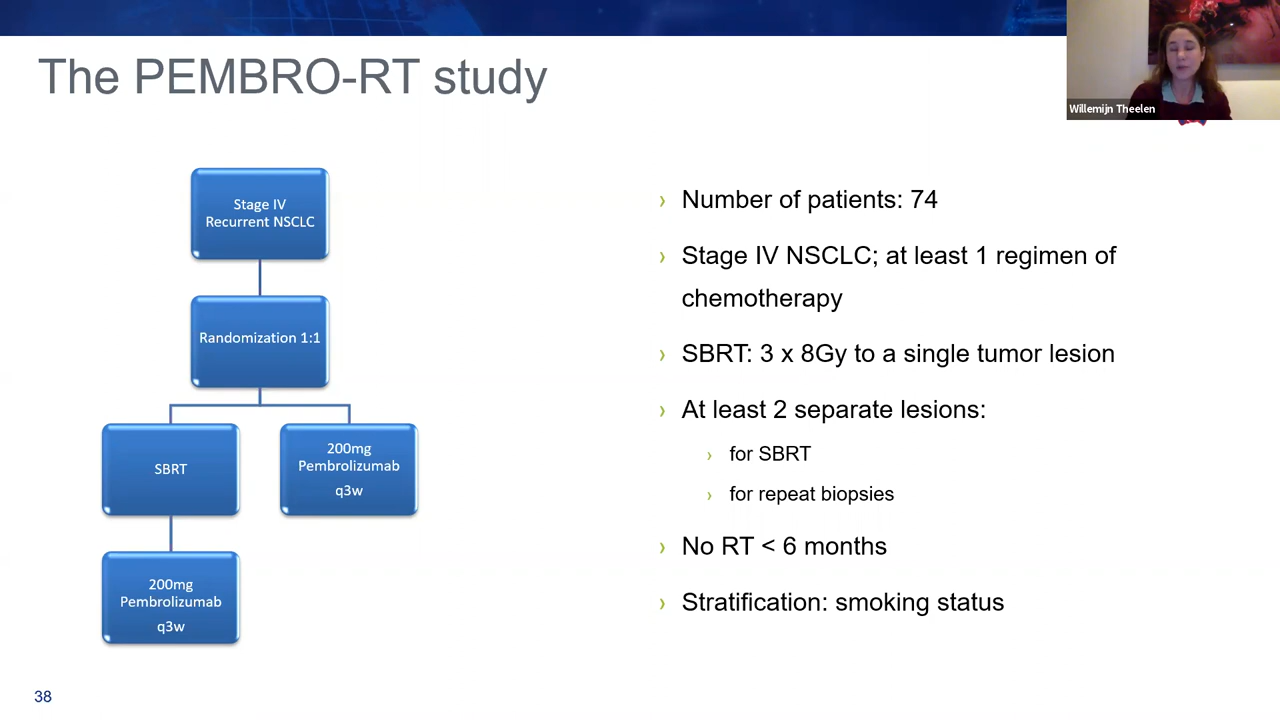 The PEMBRO-RT study
Willemijn Theelen
Stage IV
Recurrent NSCLC
Randomization 1:1
SBRT
200mg
Pembrolizumab
q3w
200mg
Pembrolizumab
q3w
› Number of patients: 74
› Stage IV NSCLC; at least 1 regimen of
chemotherapy
› SBRT: 3 x 8Gy to a single tumor lesion
› At least 2 separate lesions:
› for SBRT
› for repeat biopsies
› No RT < 6 months
› Stratification: smoking status
38